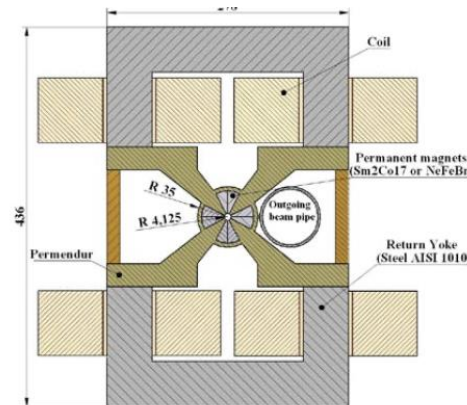 Coil
Permanent magnets
(Sm2Co17 or NeFeBr
R 35
Outgoing
beam pipe
R 4,125
436
Return Yoke
(Steel AISI 1010
Permendur